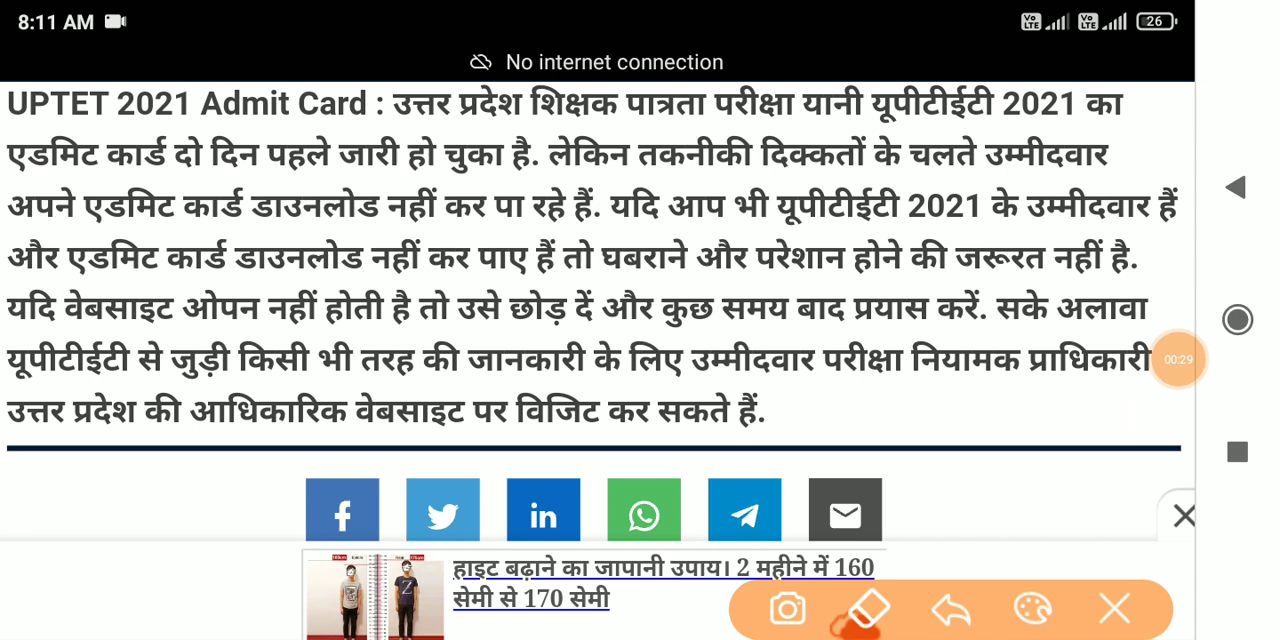 8:11 AM
Vo LTE Vo LTE 26
No internet connection
UPTET 2021 Admit Card : उत्तर प्रदेश शिक्षक पात्रता परीक्षा यानी यूपीटीईटी 2021 का
एडमिट कार्ड दो दिन पहले जारी हो चुका है. लेकिन तकनीकी दिक्कतों के चलते उम्मीदवार
अपने एडमिट कार्ड डाउनलोड नहीं कर पा रहे हैं. यदि आप भी यूपीटीईटी 2021 के उम्मीदवार हैं
और एडमिट कार्ड डाउनलोड नहीं कर पाए हैं तो घबराने और परेशान होने की जरूरत नहीं है.
यदि वेबसाइट ओपन नहीं होती है तो उसे छोड़ दें और कुछ समय बाद प्रयास करें. सके अलावा
यूपीटीईटी से जुड़ी किसी भी तरह की जानकारी के लिए उम्मीदवार परीक्षा नियामक प्राधिकारी
00:29
उत्तर प्रदेश की आधिकारिक वेबसाइट पर विजिट कर सकते हैं.
हाइट बढ़ाने का जापानी उपाय। 2 महीने में 160
सेमी से 170 सेमी